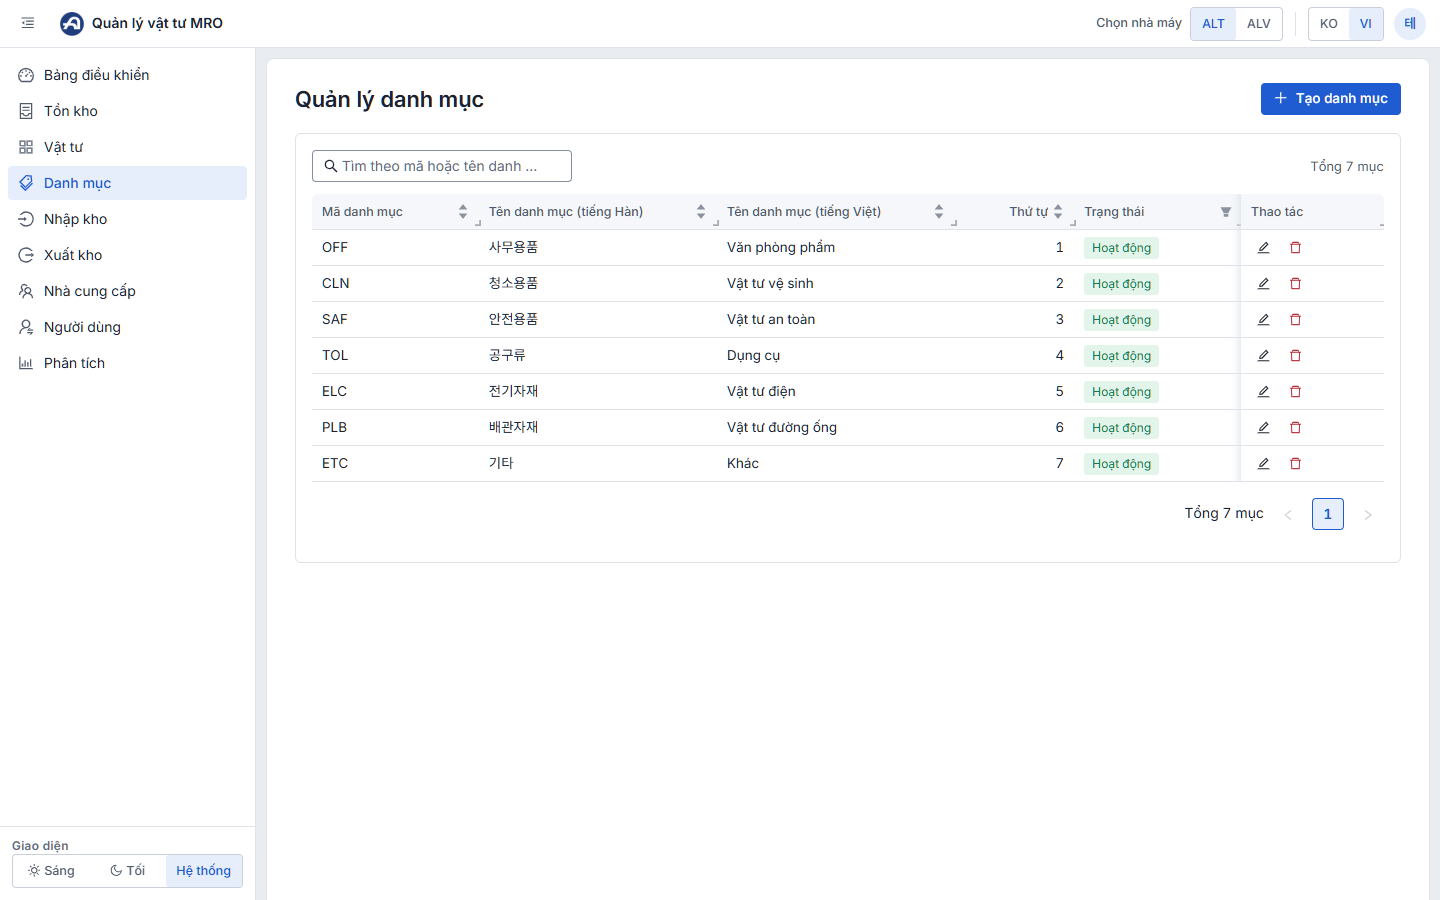 Quản lý vật tư MRO
Chọn nhà máy
ALT ALV
KO VI
테
Bảng điều khiển
Tồn kho
Vật tư
Danh mục
Nhập kho
Xuất kho
Nhà cung cấp
Người dùng
Phân tích
Giao diện
Sáng Tối Hệ thống
Quản lý danh mục
Tạo danh mục
Tìm theo mã hoặc tên danh ...
Tổng 7 mục
Mã danh mục Tên danh mục (tiếng Hàn) Tên danh mục (tiếng Việt) Thứ tự Trạng thái Thao tác
OFF 사무용품 Văn phòng phẩm 1 Hoạt động
CLN 청소용품 Vật tư vệ sinh 2 Hoạt động
SAF 안전용품 Vật tư an toàn 3 Hoạt động
TOL 공구류 Dụng cụ 4 Hoạt động
ELC 전기자재 Vật tư điện 5 Hoạt động
PLB 배관자재 Vật tư đường ống 6 Hoạt động
ETC 기타 Khác 7 Hoạt động
Tổng 7 mục 1